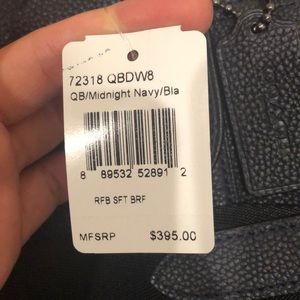 72318 QBDW8
QB/Midnight Navy/Bla
8 89532 52891 2
RFB SFT BRF
MFSRP $395.00